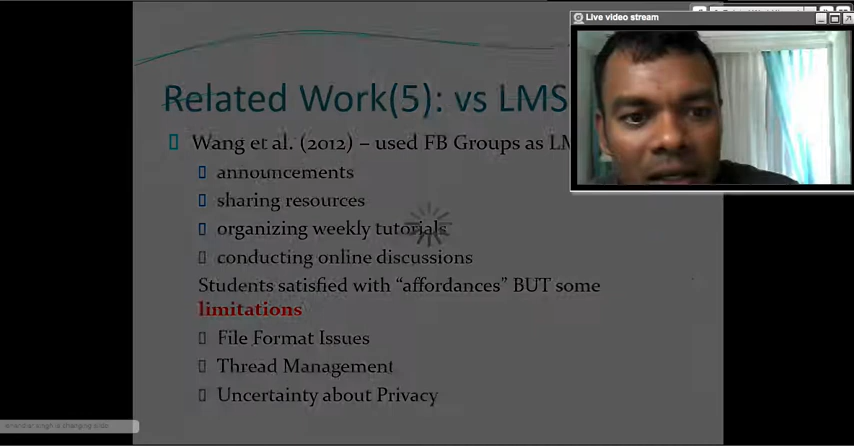 Live video stream
Related Work(5): vs LMS
Wang et al. (2012) – used FB Groups as LM
announcements
sharing resources
organizing weekly tutorials
conducting online discussions
Students satisfied with “affordances” BUT some
limitations
File Format Issues
Thread Management
Uncertainty about Privacy
is changing slide